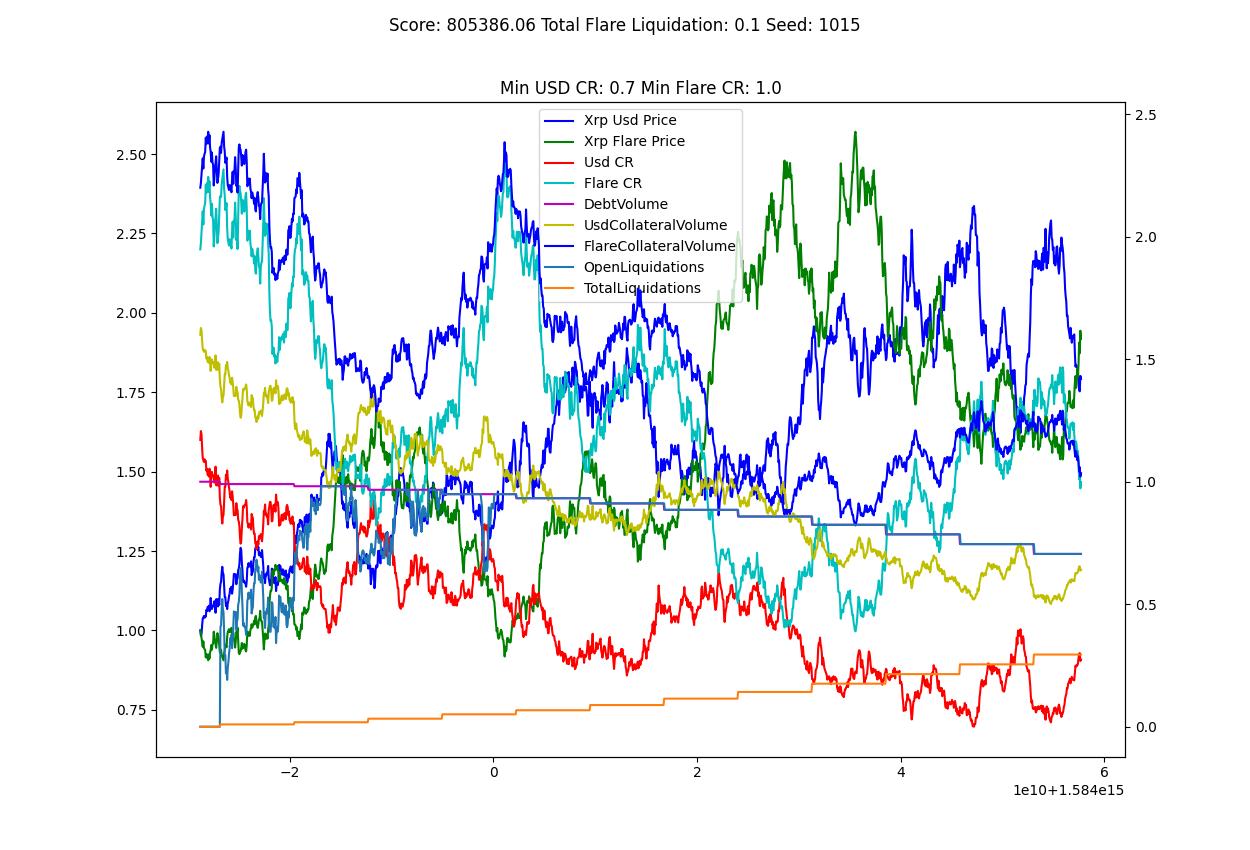 Score: 805386.06 Total Flare Liquidation: 0.1 Seed: 1015
Min USD CR: 0.7 Min Flare CR: 1.0
Xrp Usd Price
Xrp Flare Price
Usd CR
Flare CR
DebtVolume
UsdCollateralVolume
FlareCollateralVolume
OpenLiquidations
TotalLiquidations
2.50
2.25
2.00
1.75
1.50
1.25
1.00
0.75
2.5
2.0
1.5
1.0
0.5
0.0
−2 0 2 4 6
1e10+1.584e15